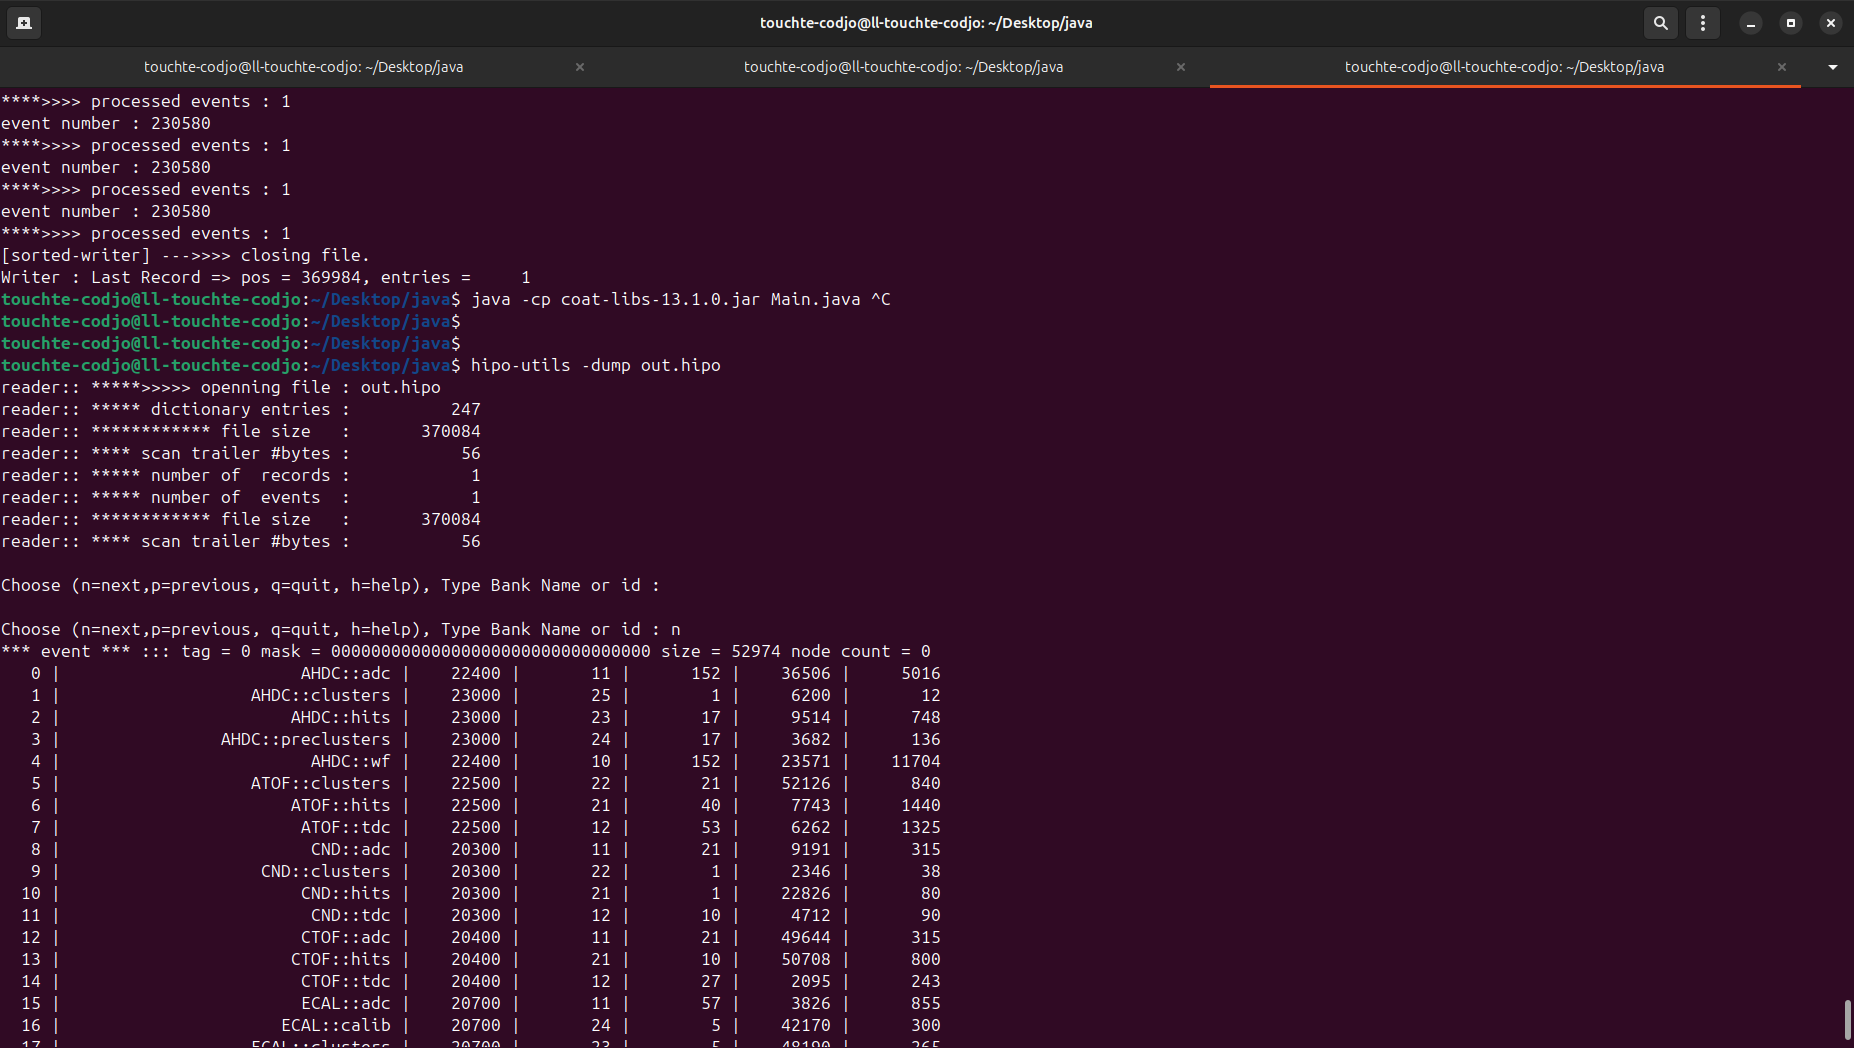 touchte-codjo@ll-touchte-codjo: ~/Desktop/java
touchte-codjo@ll-touchte-codjo: ~/Desktop/java × touchte-codjo@ll-touchte-codjo: ~/Desktop/java × touchte-codjo@ll-touchte-codjo: ~/Desktop/java ×
****>>>> processed events : 1
event number : 230580
****>>>> processed events : 1
event number : 230580
****>>>> processed events : 1
event number : 230580
****>>>> processed events : 1
[sorted-writer] --->>>> closing file.
Writer : Last Record => pos = 369984, entries =     1
touchte-codjo@ll-touchte-codjo:~/Desktop/java$ java -cp coat-libs-13.1.0.jar Main.java ^C
touchte-codjo@ll-touchte-codjo:~/Desktop/java$
touchte-codjo@ll-touchte-codjo:~/Desktop/java$
touchte-codjo@ll-touchte-codjo:~/Desktop/java$ hipo-utils -dump out.hipo
reader:: *****>>>>> openning file : out.hipo
reader:: ***** dictionary entries :          247
reader:: ************ file size   :       370084
reader:: **** scan trailer #bytes :           56
reader:: ***** number of  records :            1
reader:: ***** number of  events  :            1
reader:: ************ file size   :       370084
reader:: **** scan trailer #bytes :           56
Choose (n=next,p=previous, q=quit, h=help), Type Bank Name or id :
Choose (n=next,p=previous, q=quit, h=help), Type Bank Name or id : n
*** event *** ::: tag = 0 mask = 00000000000000000000000000000000 size = 52974 node count = 0
   0 |                        AHDC::adc |    22400 |       11 |      152 |    36506 |     5016
   1 |                   AHDC::clusters |    23000 |       25 |        1 |     6200 |       12
   2 |                       AHDC::hits |    23000 |       23 |       17 |     9514 |      748
   3 |                AHDC::preclusters |    23000 |       24 |       17 |     3682 |      136
   4 |                         AHDC::wf |    22400 |       10 |      152 |    23571 |    11704
   5 |                   ATOF::clusters |    22500 |       22 |       21 |    52126 |      840
   6 |                       ATOF::hits |    22500 |       21 |       40 |     7743 |     1440
   7 |                        ATOF::tdc |    22500 |       12 |       53 |     6262 |     1325
   8 |                         CND::adc |    20300 |       11 |       21 |     9191 |      315
   9 |                    CND::clusters |    20300 |       22 |        1 |     2346 |       38
  10 |                        CND::hits |    20300 |       21 |        1 |    22826 |       80
  11 |                         CND::tdc |    20300 |       12 |       10 |     4712 |       90
  12 |                        CTOF::adc |    20400 |       11 |       21 |    49644 |      315
  13 |                       CTOF::hits |    20400 |       21 |       10 |    50708 |      800
  14 |                        CTOF::tdc |    20400 |       12 |       27 |     2095 |      243
  15 |                        ECAL::adc |    20700 |       11 |       57 |     3826 |      855
  16 |                      ECAL::calib |    20700 |       24 |        5 |    42170 |      300
  17 |                   ECAL::clusters |    20700 |       23 |        5 |    48190 |      265